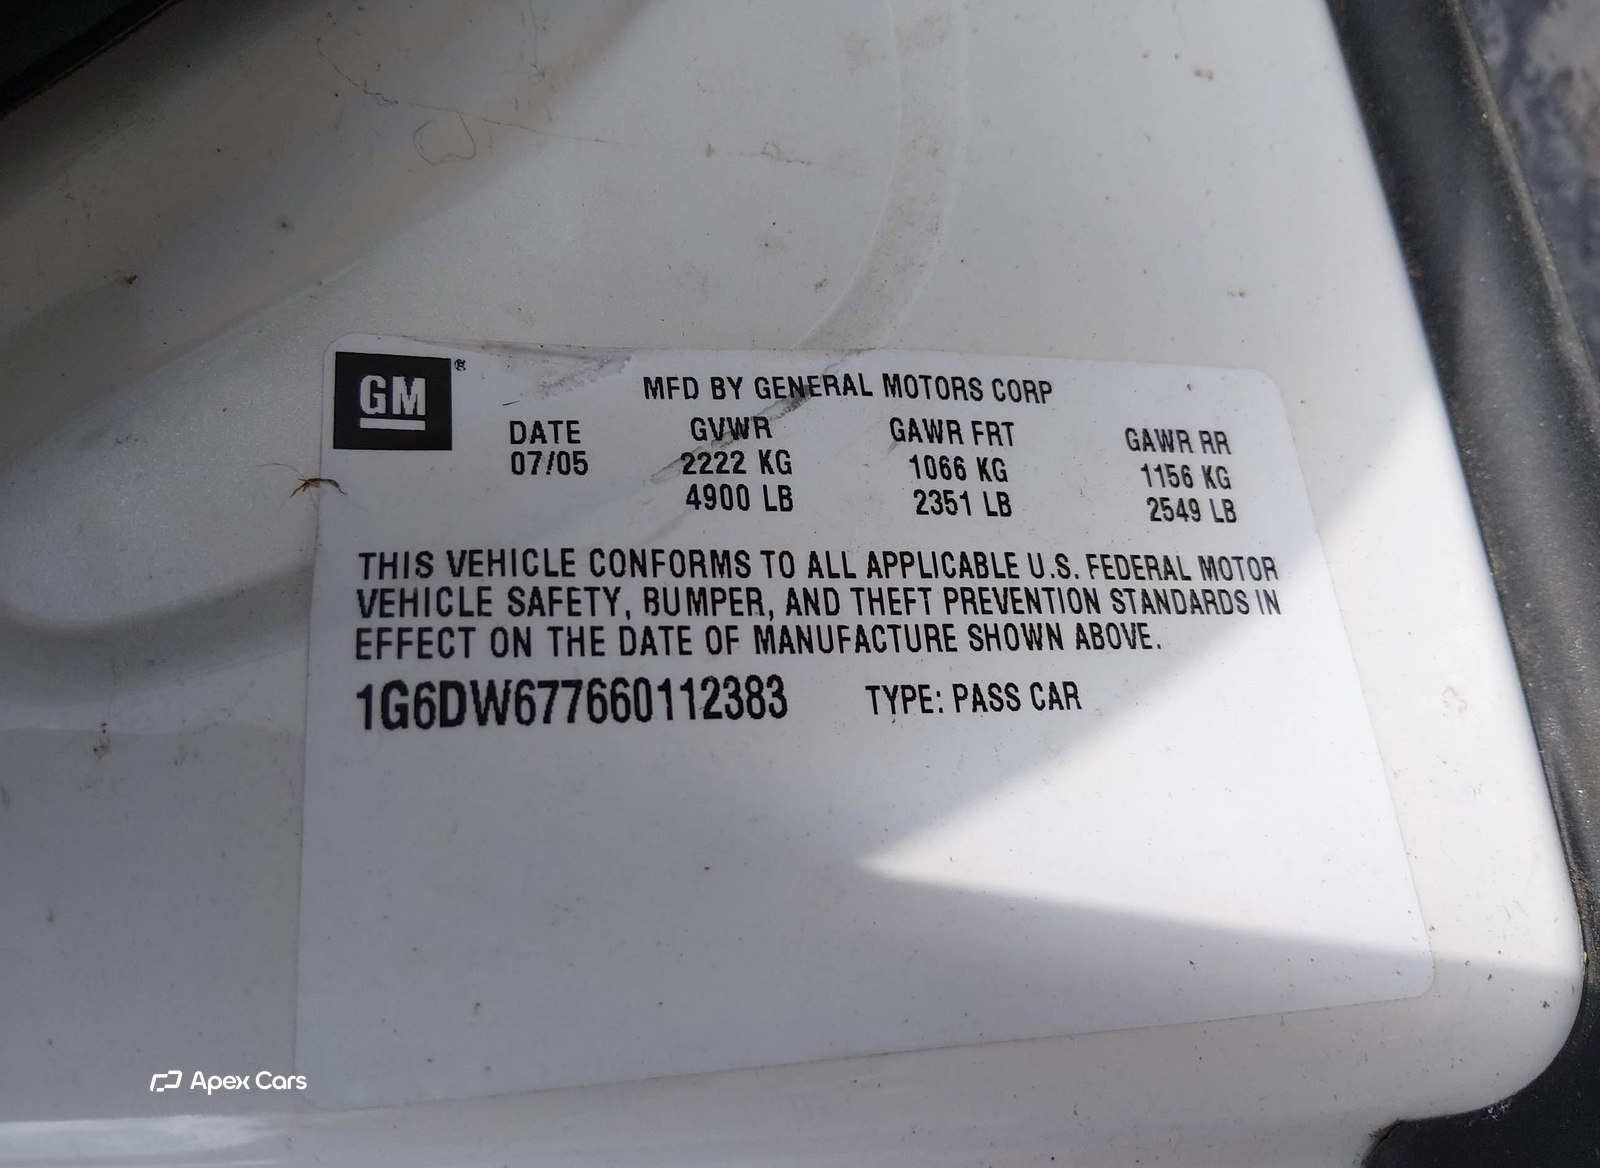 GM®
MFD BY GENERAL MOTORS CORP
DATE GVWR GAWR FRT GAWR RR
07/05 2222 KG 1066 KG 1156 KG
4900 LB 2351 LB 2549 LB
THIS VEHICLE CONFORMS TO ALL APPLICABLE U.S. FEDERAL MOTOR
VEHICLE SAFETY, BUMPER, AND THEFT PREVENTION STANDARDS IN
EFFECT ON THE DATE OF MANUFACTURE SHOWN ABOVE.
1G6DW677660112383 TYPE: PASS CAR
Apex Cars